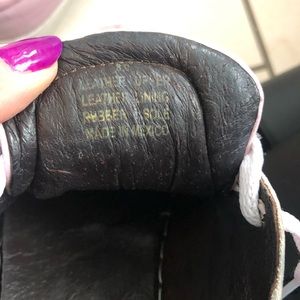 LEATHER UPPER
LEATHER LINING
RUBBER SOLE
MADE IN MEXICO